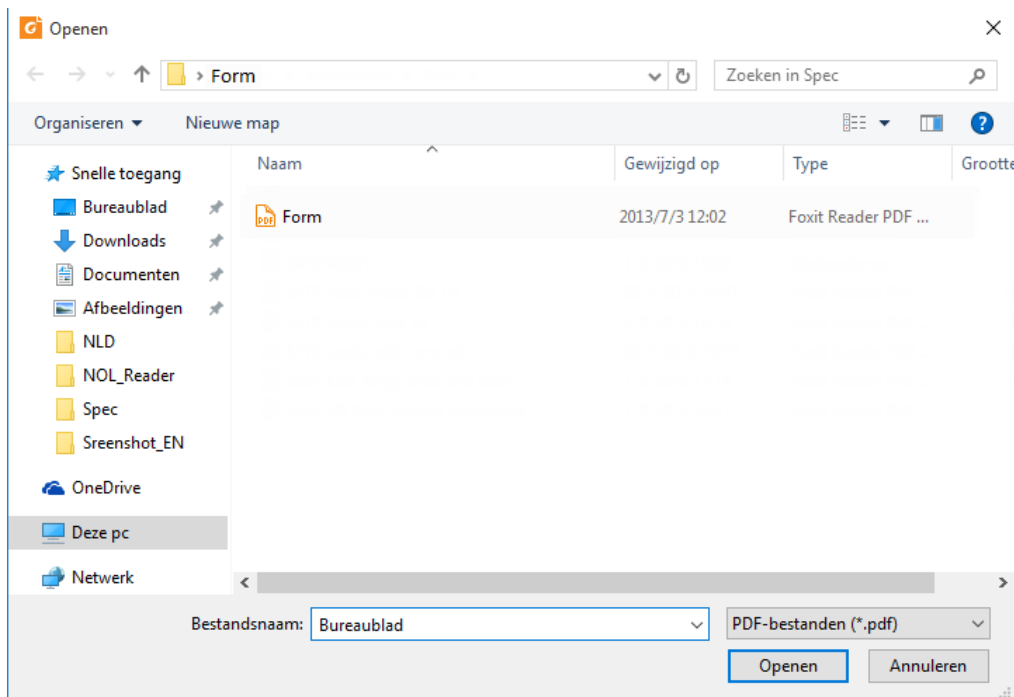 Openen
Form
Zoeken in Spec
Organiseren
Nieuwe map
Naam
Gewijzigd op
Type
Grootte
Snelle toegang
Bureaublad
Downloads
Documenten
Afbeeldingen
NLD
NOL_Reader
Spec
Sreenshot_EN
OneDrive
Deze pc
Netwerk
PDF Form 2013/7/3 12:02 Foxit Reader PDF ...
Bestandsnaam: Bureaublad PDF-bestanden (*.pdf)
Openen Annuleren